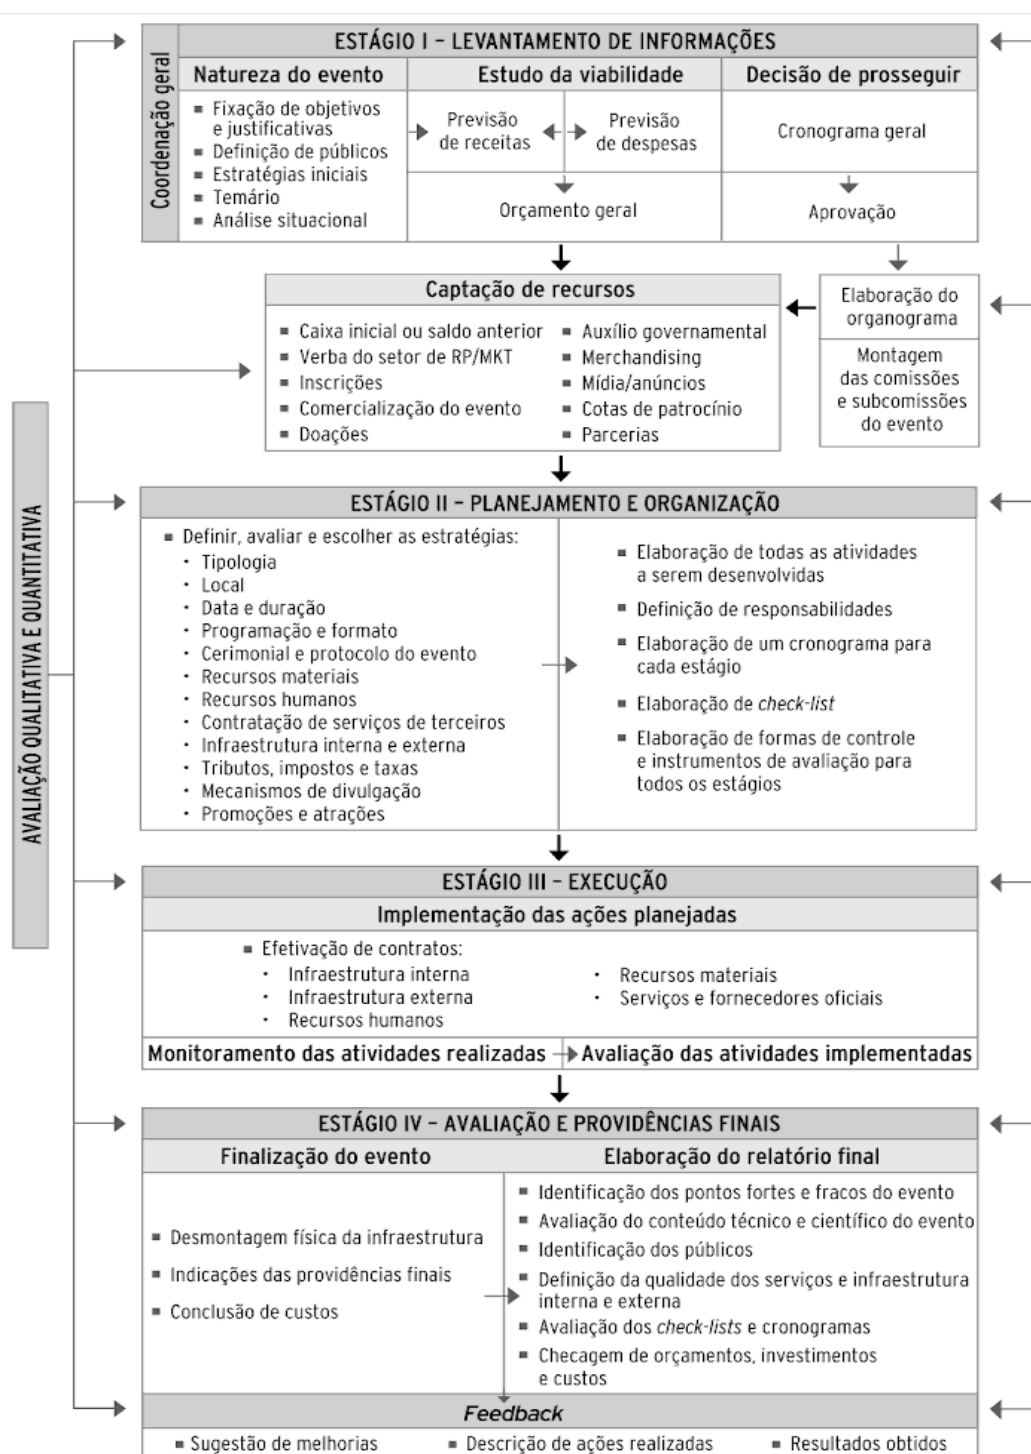 ESTÁGIO I – LEVANTAMENTO DE INFORMAÇÕES
Coordenação geral
Natureza do evento
▪ Fixação de objetivos
e justificativas
▪ Definição de públicos
▪ Estratégias iniciais
▪ Temário
▪ Análise situacional
Estudo da viabilidade
Previsão
de receitas
Previsão
de despesas
Orçamento geral
Decisão de prosseguir
Cronograma geral
Aprovação
Elaboração do
organograma
Montagem
das comissões
e subcomissões
do evento
Captação de recursos
▪ Caixa inicial ou saldo anterior
▪ Verba do setor de RP/MKT
▪ Inscrições
▪ Comercialização do evento
▪ Doações
▪ Auxílio governamental
▪ Merchandising
▪ Mídia/anúncios
▪ Cotas de patrocínio
▪ Parcerias
AVALIAÇÃO QUALITATIVA E QUANTITATIVA
ESTÁGIO II – PLANEJAMENTO E ORGANIZAÇÃO
▪ Definir, avaliar e escolher as estratégias:
• Tipologia
• Local
• Data e duração
• Programação e formato
• Cerimonial e protocolo do evento
• Recursos materiais
• Recursos humanos
• Contratação de serviços de terceiros
• Infraestrutura interna e externa
• Tributos, impostos e taxas
• Mecanismos de divulgação
• Promoções e atrações
▪ Elaboração de todas as atividades
a serem desenvolvidas
▪ Definição de responsabilidades
▪ Elaboração de um cronograma para
cada estágio
▪ Elaboração de check-list
▪ Elaboração de formas de controle
e instrumentos de avaliação para
todos os estágios
ESTÁGIO III – EXECUÇÃO
Implementação das ações planejadas
▪ Efetivação de contratos:
• Infraestrutura interna
• Infraestrutura externa
• Recursos humanos
• Recursos materiais
• Serviços e fornecedores oficiais
Monitoramento das atividades realizadas
Avaliação das atividades implementadas
ESTÁGIO IV – AVALIAÇÃO E PROVIDÊNCIAS FINAIS
Finalização do evento
▪ Desmontagem física da infraestrutura
▪ Indicações das providências finais
▪ Conclusão de custos
Elaboração do relatório final
▪ Identificação dos pontos fortes e fracos do evento
▪ Avaliação do conteúdo técnico e científico do evento
▪ Identificação dos públicos
▪ Definição da qualidade dos serviços e infraestrutura
interna e externa
▪ Avaliação dos check-lists e cronogramas
▪ Checagem de orçamentos, investimentos
e custos
Feedback
▪ Sugestão de melhorias
▪ Descrição de ações realizadas
▪ Resultados obtidos